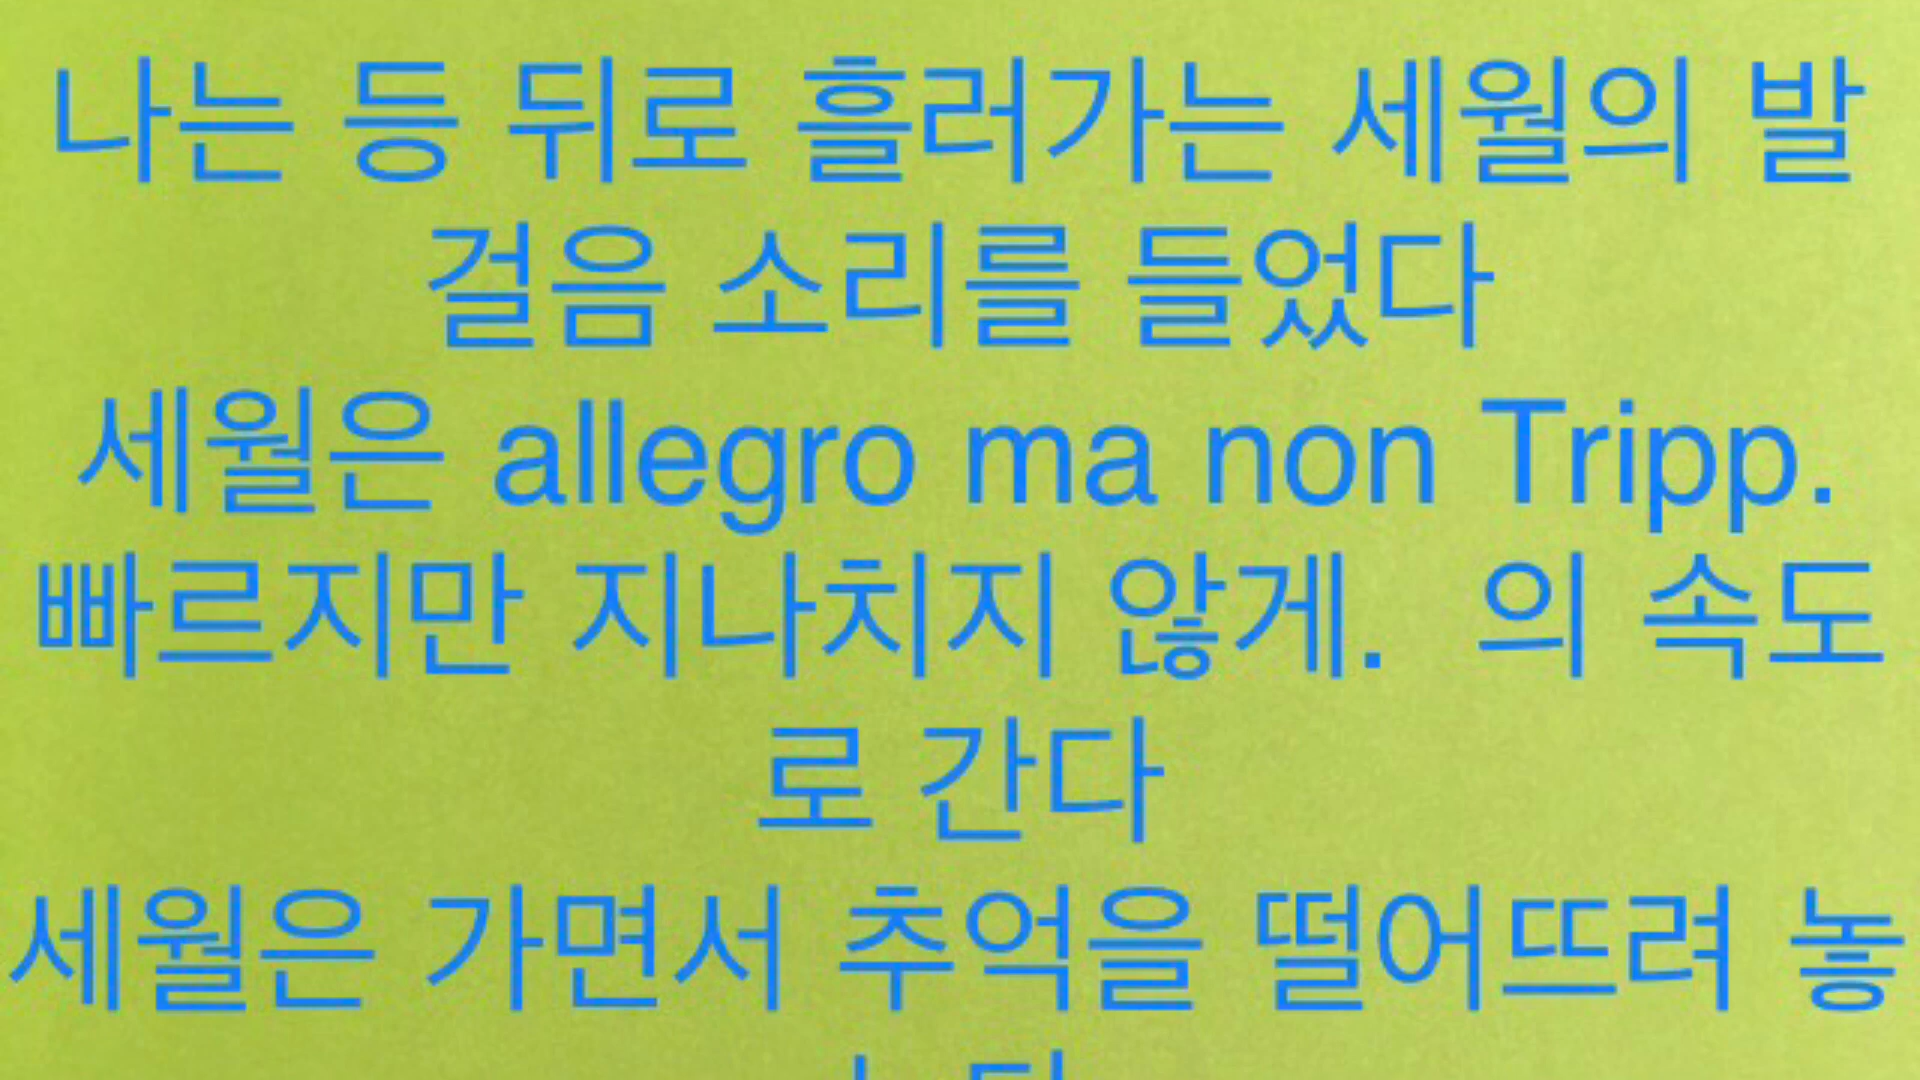 나는 등 뒤로 흘러가는 세월의 발
걸음 소리를 들었다
세월은 allegro ma non Tripp.
빠르지만 지나치지 않게.  의 속도
로 간다
세월은 가면서 추억을 떨어뜨려 놓